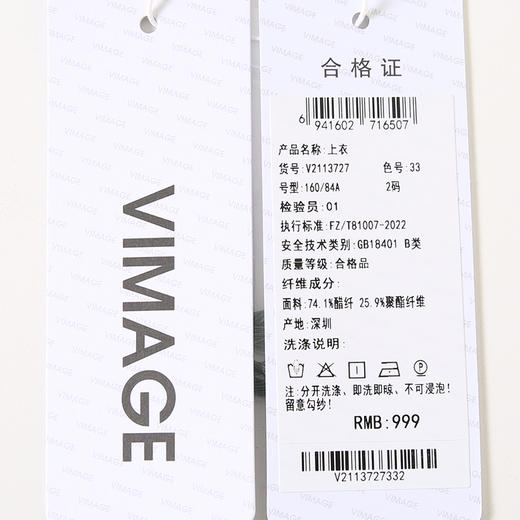 VIMAGE
合格证
6 941602 716507
产品名称:上衣
货号:V2113727 色号:33
号型:160/84A 2码
检验员:01
执行标准:FZ/T81007-2022
安全技术类别:GB18401 B类
质量等级:合格品
纤维成分:
面料:74.1%醋纤 25.9%聚酯纤维
产地:深圳
洗涤说明:
注:分开洗涤、即洗即晾、不可浸泡!
留意勾纱!
RMB:999
V2113727332